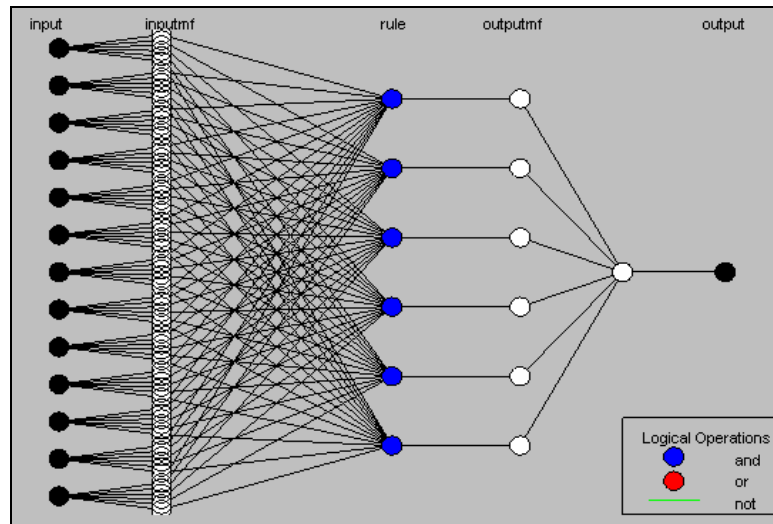 input inputmf rule outputmf output
Logical Operations
and
or
not